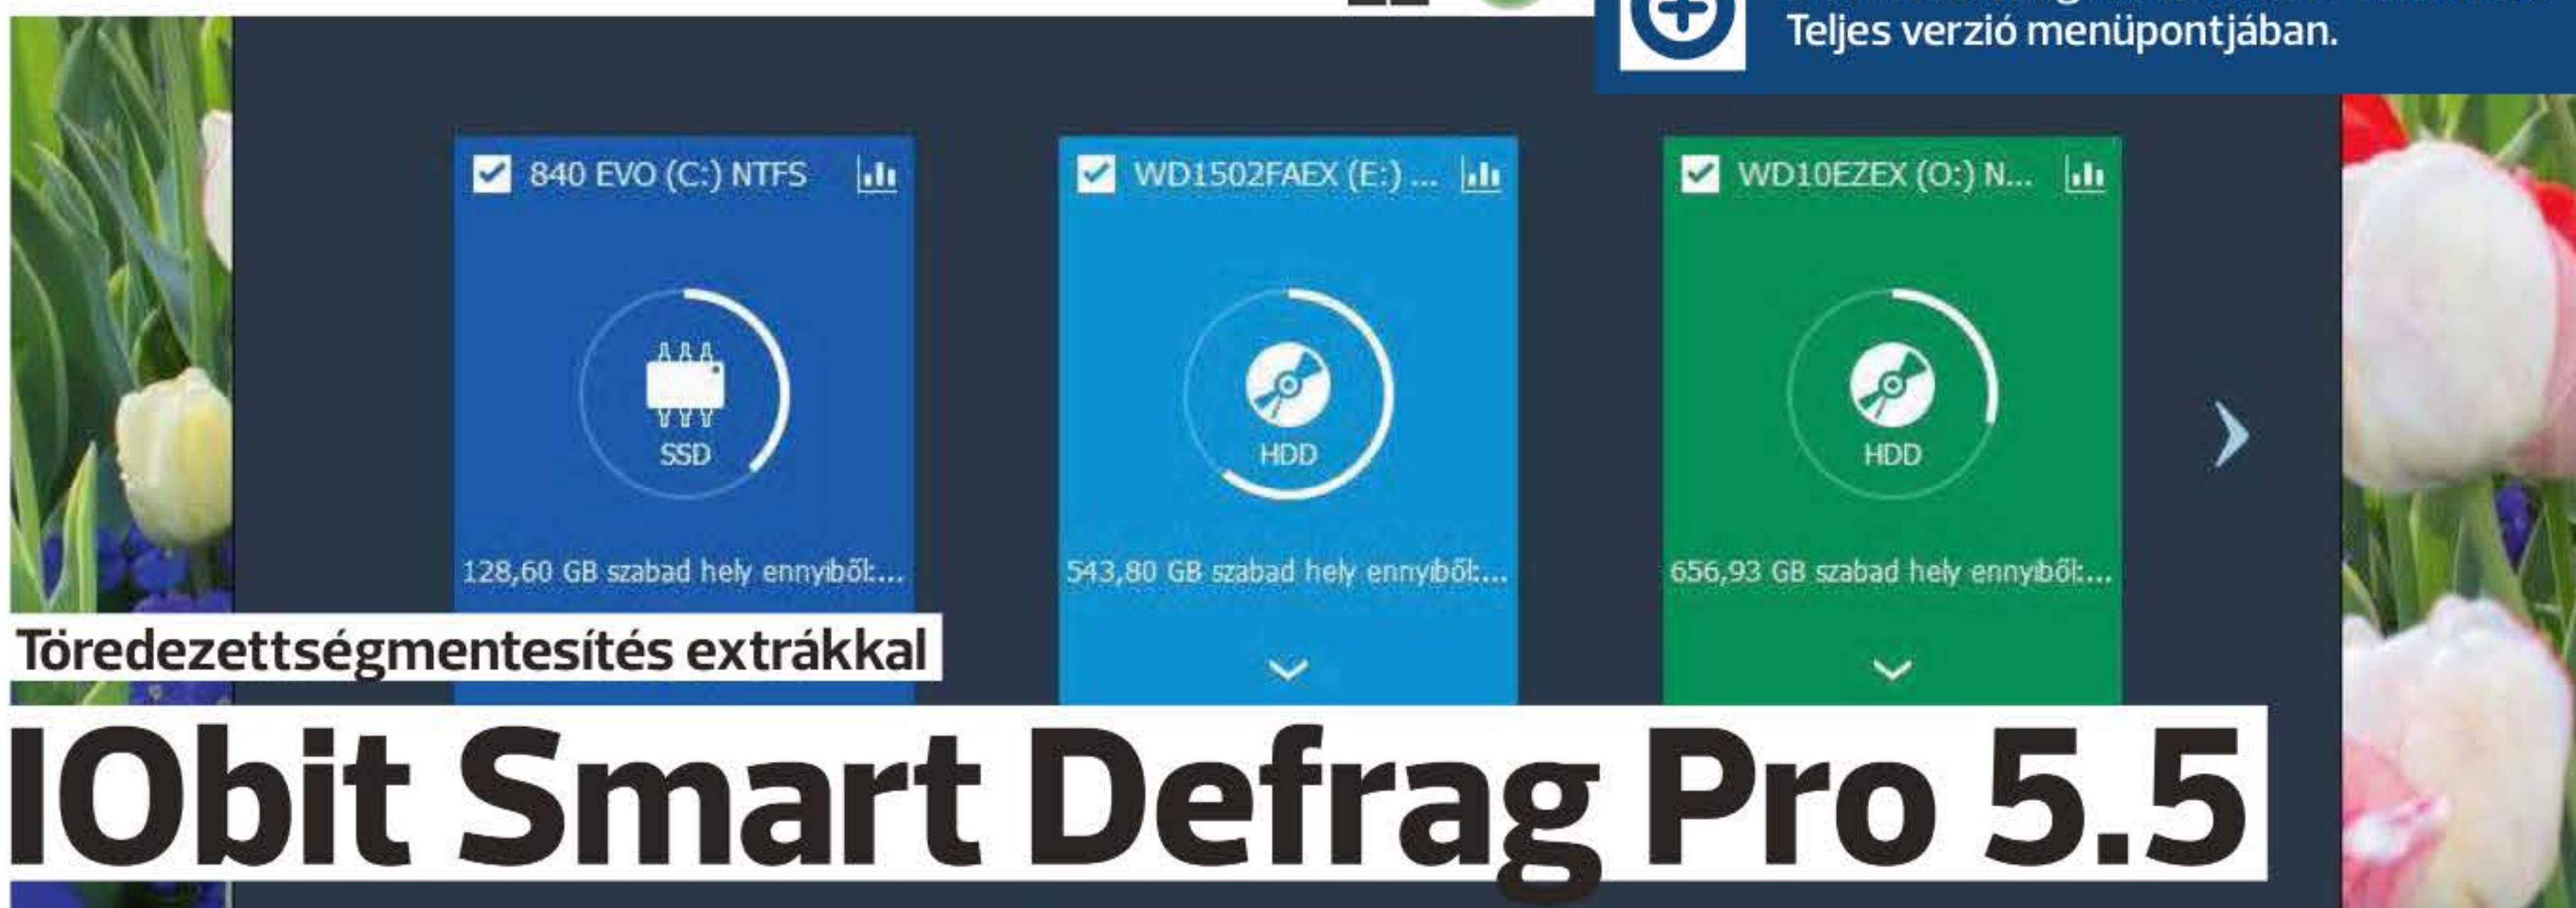 Teljes verzió menüpontjában.
840 EVO (C:) NTFS
WD1502FAEX (E:) ...
WD10EZEX (O:) N...
SSD
HDD
HDD
128,60 GB szabad hely ennyiből:...
543,80 GB szabad hely ennyiből:...
656,93 GB szabad hely ennyiből:...
Töredezettségmentesítés extrákkal
IObit Smart Defrag Pro 5.5